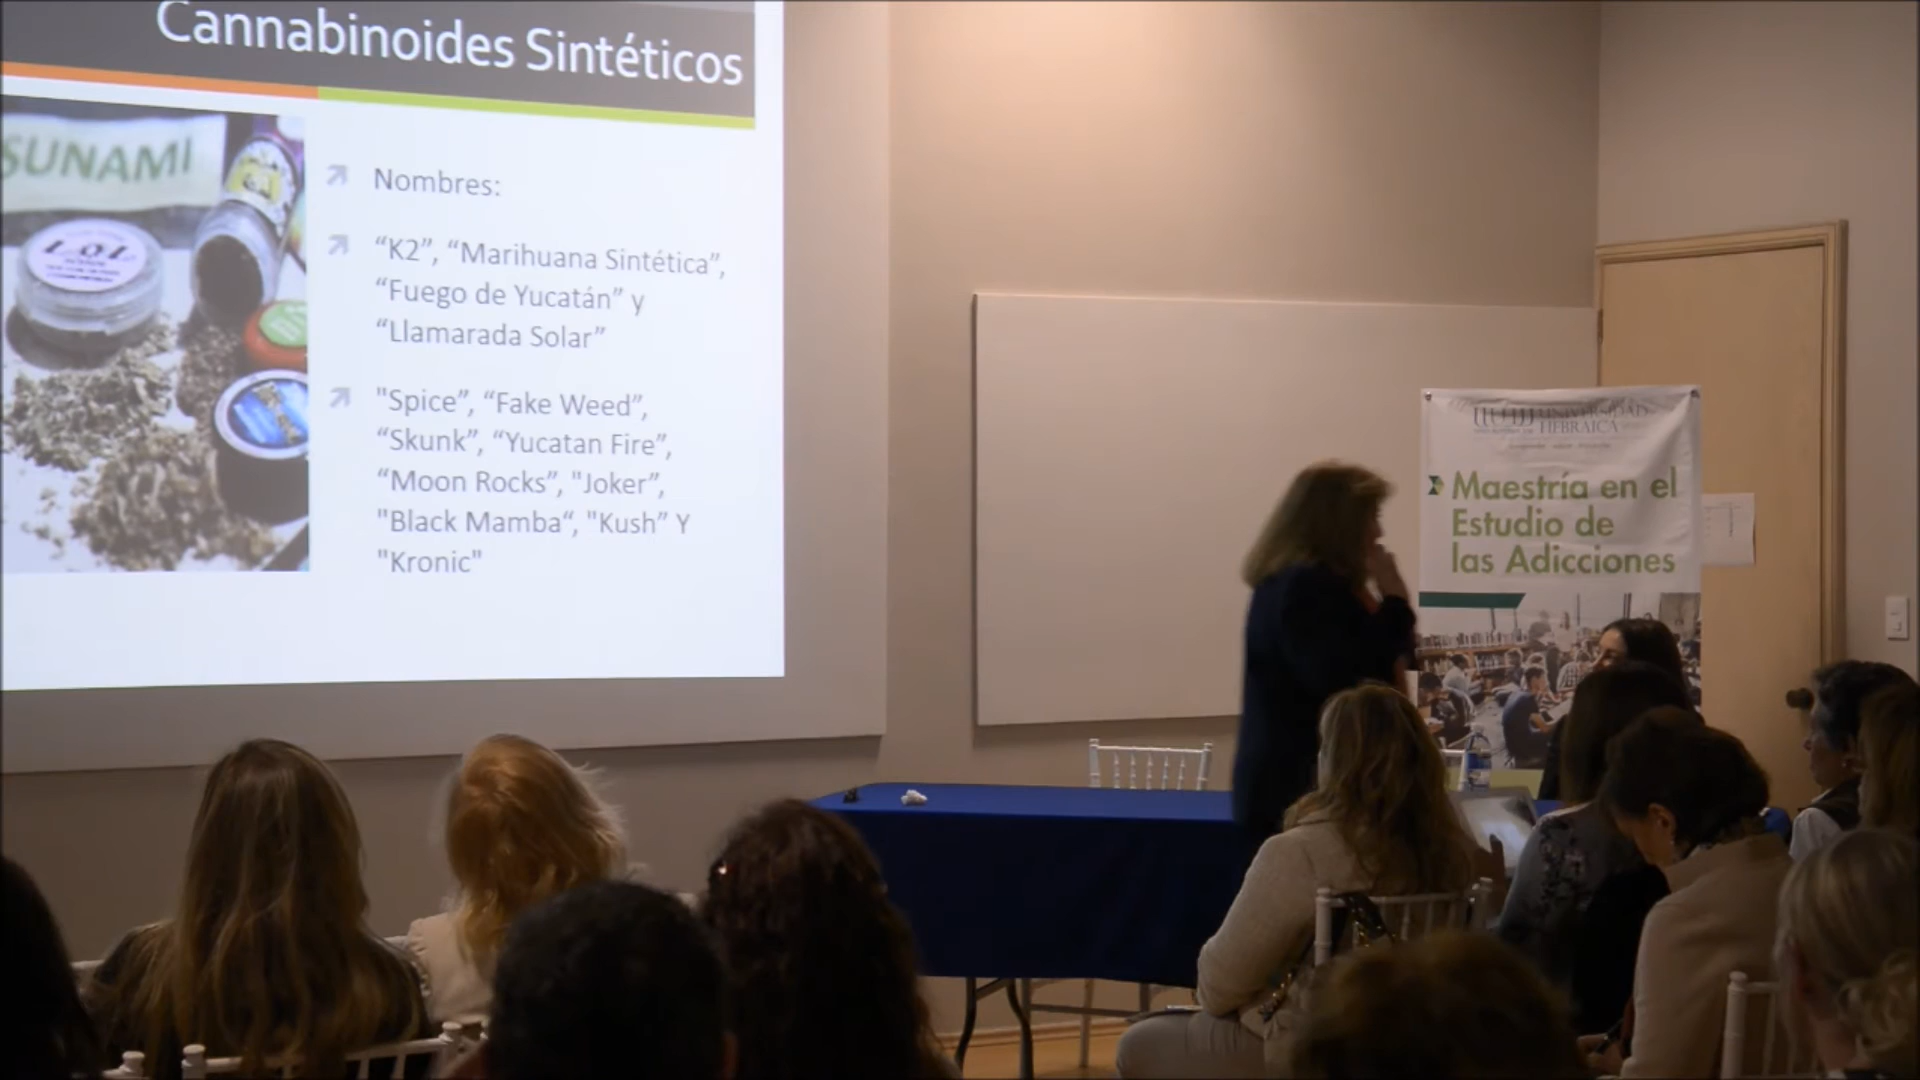 Cannabinoides Sintéticos
SUNAMI
LOL
Nombres:
“K2”, “Marihuana Sintética”,
“Fuego de Yucatán” y
“Llamarada Solar”
"Spice”, “Fake Weed”,
“Skunk”, “Yucatan Fire”,
“Moon Rocks”, "Joker”,
"Black Mamba“, "Kush” Y
"Kronic"
UNIVERSIDAD
HEBRAICA
Maestría en el
Estudio de
las Adicciones